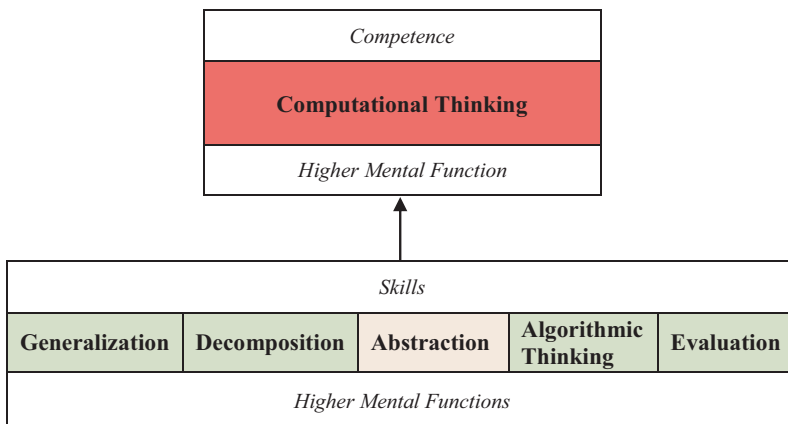 Competence
Computational Thinking
Higher Mental Function
Skills
Generalization
Decomposition
Abstraction
Algorithmic
Thinking
Evaluation
Higher Mental Functions